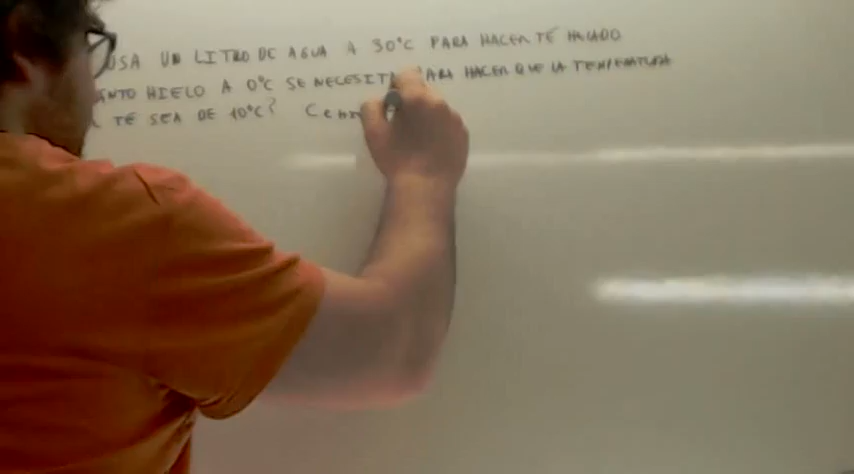 USA UN LITRO DE AGUA A 30°C PARA HACER TÉ HELADO
HIELO A 0°C SE NECESITA PARA HACER QUE LA TEMPERATURA
TÉ SEA DE 10°C?